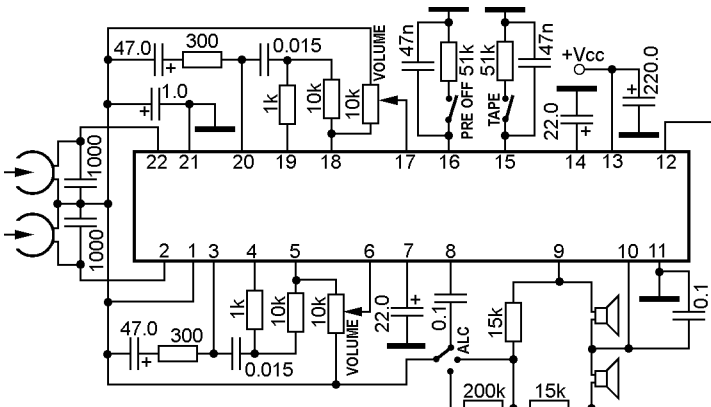 47.0
+
300
0.015
VOLUME
47n
51k
PRE OFF
TAPE
51k
47n
+Vcc
+
220.0
+
1.0
1k
10k
10k
22.0
+
1000
22 21 20 19 18 17 16 15 14 13 12
1000
2 1 3 4 5 6 7 8 9 10 11
1k
10k
10k
VOLUME
22.0
+
0.1
ALC
15k
0.1
47.0
+
300
0.015
200k
15k